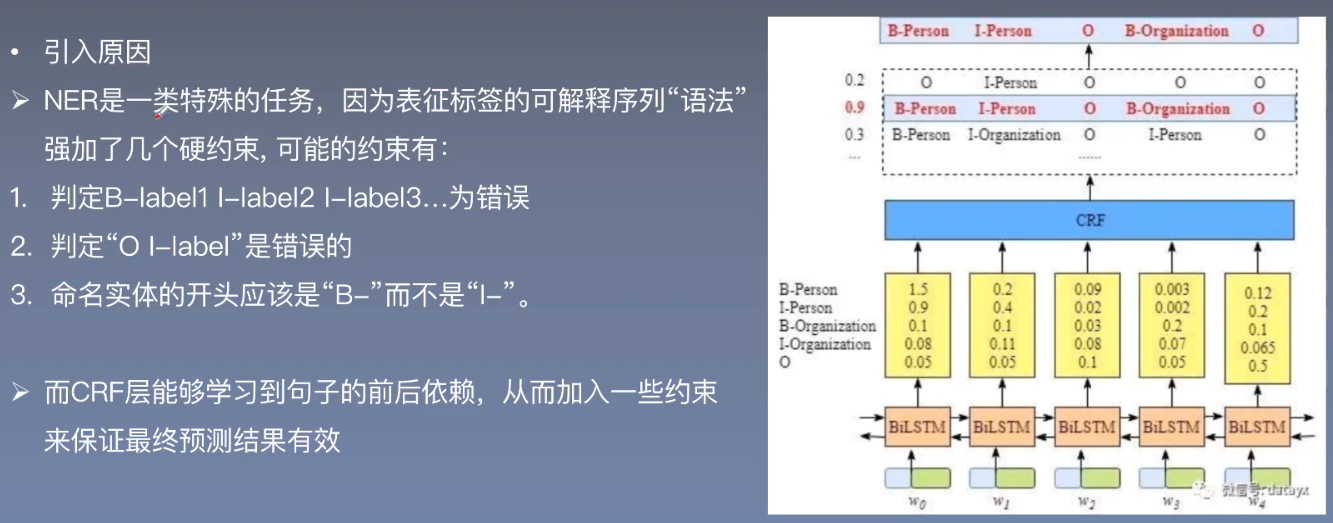 • 引入原因
➢ NER是一类特殊的任务，因为表征标签的可解释序列“语法”
强加了几个硬约束, 可能的约束有：
1. 判定B–label1 I–label2 I–label3...为错误
2. 判定“O I–label”是错误的
3. 命名实体的开头应该是“B–”而不是“I–”。
➢ 而CRF层能够学习到句子的前后依赖，从而加入一些约束
来保证最终预测结果有效
B-Person I-Person O B-Organization O
0.2 O I-Person O O O
0.9 B-Person I-Person O B-Organization O
0.3 B-Person I-Organization O I-Person O
... ......
CRF
B-Person 1.5 0.2 0.09 0.003 0.12
I-Person 0.9 0.4 0.02 0.002 0.2
B-Organization 0.1 0.1 0.03 0.2 0.1
I-Organization 0.08 0.11 0.08 0.07 0.065
O 0.05 0.05 0.1 0.05 0.5
BiLSTM BiLSTM BiLSTM BiLSTM BiLSTM
w0 w1 w2 w3 w4
微信号: datayx